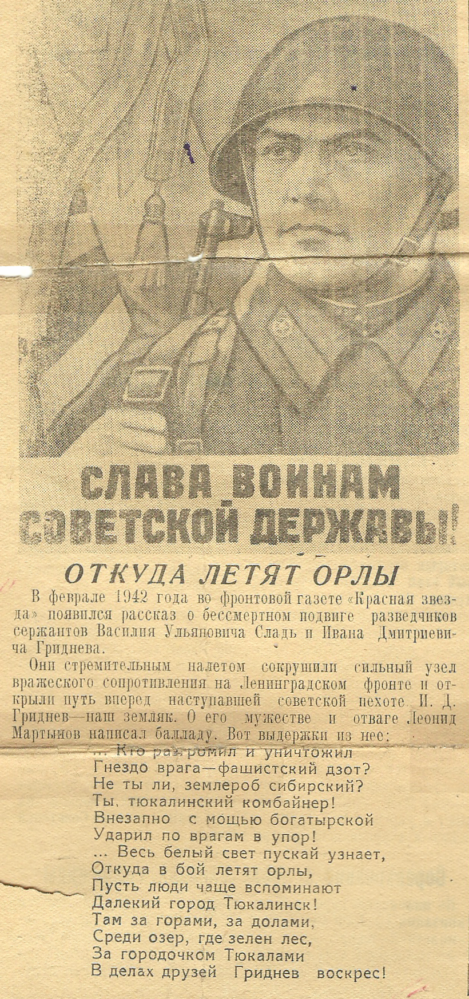 СЛАВА ВОИНАМ
СОВЕТСКОЙ ДЕРЖАВЫ!
ОТКУДА ЛЕТЯТ ОРЛЫ
В феврале 1942 года во фронтовой газете «Красная звез-
да» появился рассказ о бессмертном подвиге разведчиков
сержантов Василия Ульяновича Сладь и Ивана Дмитриеви-
ча Гриднева.
Они стремительным налетом сокрушили сильный узел
вражеского сопротивления на Ленинградском фронте и от-
крыли путь вперед наступавшей советской пехоте. И. Д.
Гриднев—наш земляк. О его мужестве и отваге Леонид
Мартынов написал балладу. Вот выдержки из нее:
... Кто разгромил и уничтожил
Гнездо врага—фашистский дзот?
Не ты ли, землероб сибирский?
Ты, тюкалинский комбайнер!
Внезапно с мощью богатырской
Ударил по врагам в упор!
... Весь белый свет пускай узнает,
Откуда в бой летят орлы,
Пусть люди чаще вспоминают
Далекий город Тюкалинск!
Там за горами, за долами,
Среди озер, где зелен лес,
За городочком Тюкалами
В делах друзей Гриднев воскрес!